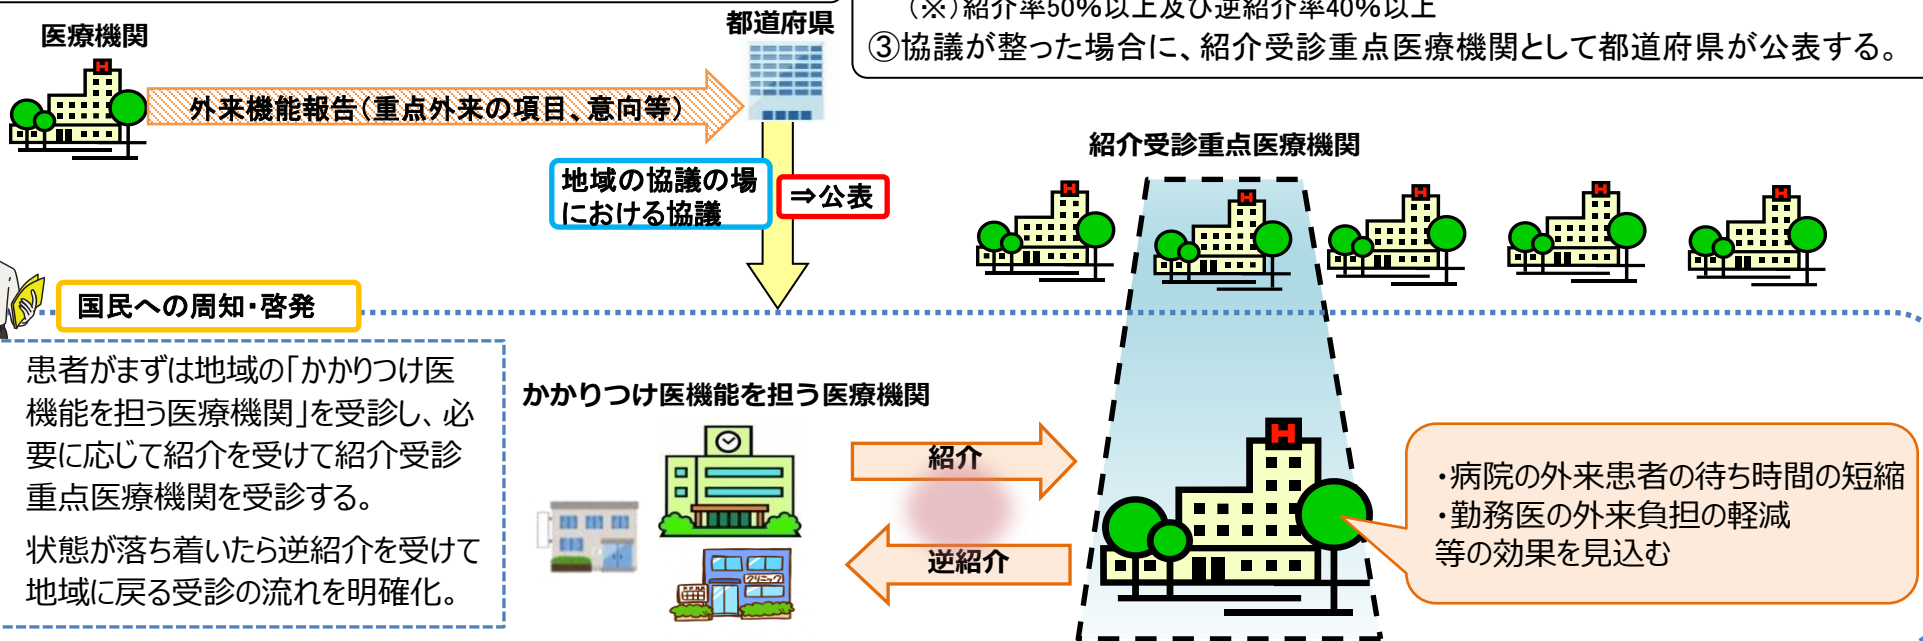 (※)紹介率50%以上及び逆紹介率40%以上
③協議が整った場合に、紹介受診重点医療機関として都道府県が公表する。
医療機関
都道府県
外来機能報告(重点外来の項目、意向等)
地域の協議の場
における協議
⇒公表
紹介受診重点医療機関
国民への周知・啓発
患者がまずは地域の「かかりつけ医
機能を担う医療機関」を受診し、必
要に応じて紹介を受けて紹介受診
重点医療機関を受診する。
状態が落ち着いたら逆紹介を受けて
地域に戻る受診の流れを明確化。
かかりつけ医機能を担う医療機関
クリニック
紹介
逆紹介
・病院の外来患者の待ち時間の短縮
・勤務医の外来負担の軽減
等の効果を見込む